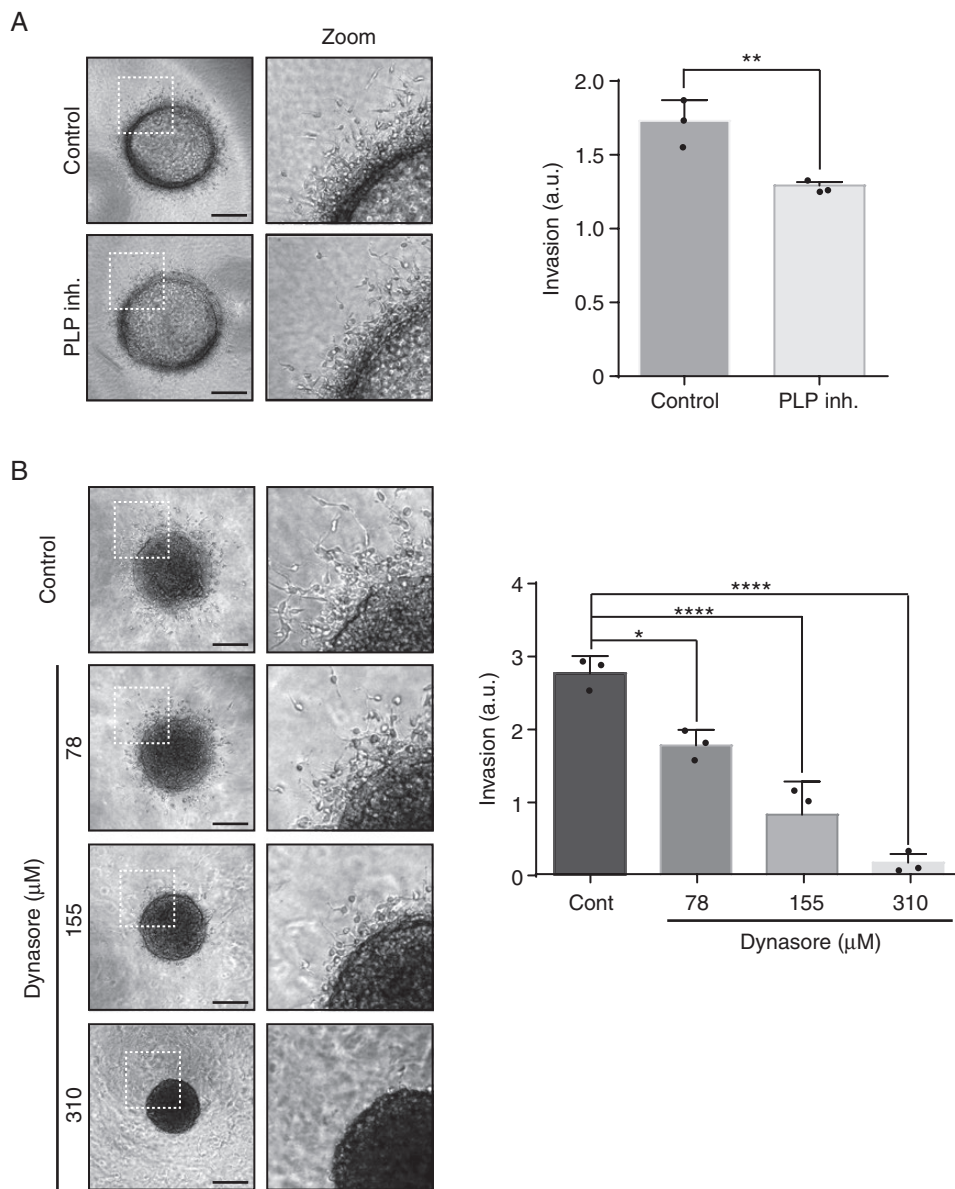 A
Zoom
Control
PLP inh.
**
2.0
1.5
1.0
0.5
0
Invasion (a.u.)
Control PLP inh.
B
Control
78
155
310
Dynasore (μM)
****
****
*
4
3
2
1
0
Invasion (a.u.)
Cont 78 155 310
Dynasore (μM)